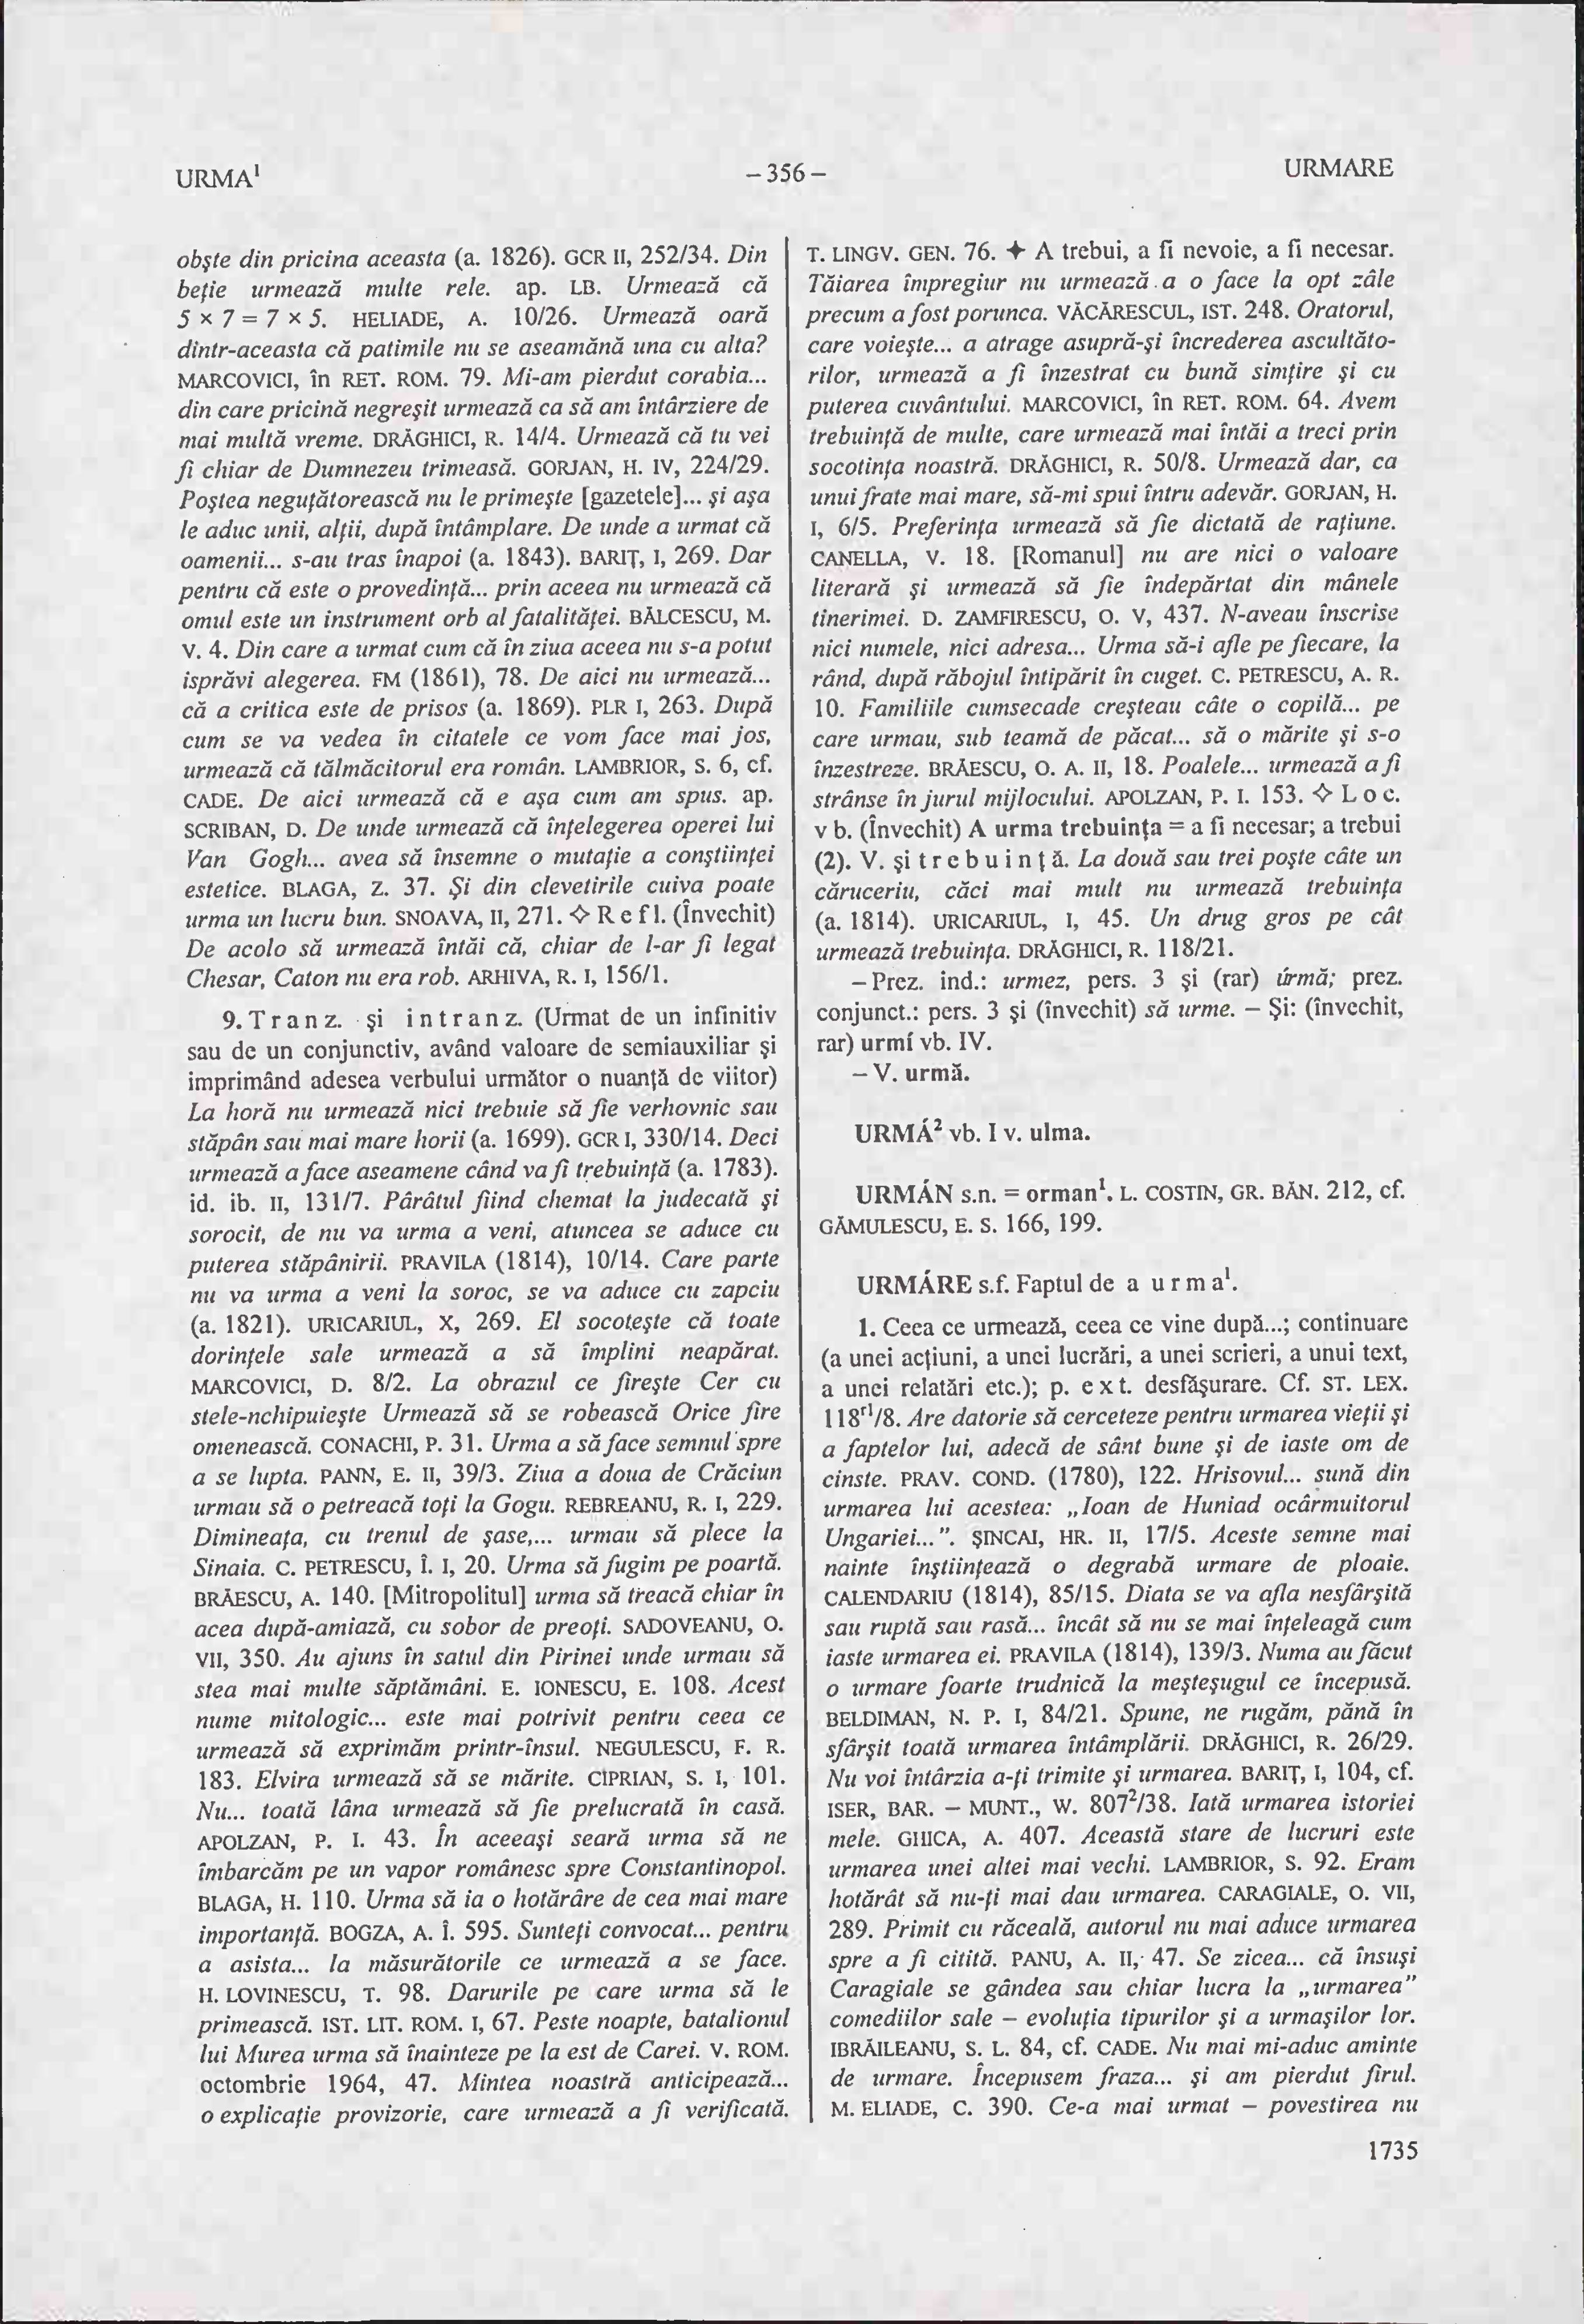 URMA¹
– 356 –
URMARE
obşte din pricina aceasta (a. 1826). GCR II, 252/34. Din
beţie urmează multe rele. ap. LB. Urmează că
5 × 7 = 7 × 5. HELIADE, A. 10/26. Urmează oară
dintr-aceasta că patimile nu se aseamănă una cu alta?
MARCOVICI, în RET. ROM. 79. Mi-am pierdut corabia...
din care pricină negreşit urmează ca să am întârziere de
mai multă vreme. DRĂGHICI, R. 14/4. Urmează că tu vei
fi chiar de Dumnezeu trimeasă. GORJAN, H. IV, 224/29.
Poştea neguţătorească nu le primeşte [gazetele]... şi aşa
le aduc unii, alţii, după întâmplare. De unde a urmat că
oamenii... s-au tras înapoi (a. 1843). BARIŢ, I, 269. Dar
pentru că este o provedinţă... prin aceea nu urmează că
omul este un instrument orb al fatalităţei. BĂLCESCU, M.
V. 4. Din care a urmat cum că în ziua aceea nu s-a potut
isprăvi alegerea. FM (1861), 78. De aici nu urmează...
că a critica este de prisos (a. 1869). PLR I, 263. După
cum se va vedea în citatele ce vom face mai jos,
urmează că tălmăcitorul era român. LAMBRIOR, S. 6, cf.
CADE. De aici urmează că e aşa cum am spus. ap.
SCRIBAN, D. De unde urmează că înţelegerea operei lui
Van Gogh... avea să însemne o mutaţie a conştiinţei
estetice. BLAGA, Z. 37. Şi din clevetirile cuiva poate
urma un lucru bun. SNOAVA, II, 271. ◇ R e f l. (Învechit)
De acolo să urmează întăi că, chiar de l-ar fi legat
Chesar, Caton nu era rob. ARHIVA, R. I, 156/1.
9. T r a n z. şi i n t r a n z. (Urmat de un infinitiv
sau de un conjunctiv, având valoare de semiauxiliar şi
imprimând adesea verbului următor o nuanţă de viitor)
La horă nu urmează nici trebuie să fie verhovnic sau
stăpân sau mai mare horii (a. 1699). GCR I, 330/14. Deci
urmează a face aseamene când va fi trebuinţă (a. 1783).
id. ib. II, 131/7. Pârâtul fiind chemat la judecată şi
sorocit, de nu va urma a veni, atuncea se aduce cu
puterea stăpânirii. PRAVILA (1814), 10/14. Care parte
nu va urma a veni la soroc, se va aduce cu zapciu
(a. 1821). URICARIUL, X, 269. El socoteşte că toate
dorinţele sale urmează a să împlini neapărat.
MARCOVICI, D. 8/2. La obrazul ce fireşte Cer cu
stele-nchipuieşte Urmează să se robească Orice fire
omenească. CONACHI, P. 31. Urma a să face semnul spre
a se lupta. PANN, E. II, 39/3. Ziua a doua de Crăciun
urmau să o petreacă toţi la Gogu. REBREANU, R. I, 229.
Dimineaţa, cu trenul de şase,... urmau să plece la
Sinaia. C. PETRESCU, Î. I, 20. Urma să fugim pe poartă.
BRĂESCU, A. 140. [Mitropolitul] urma să treacă chiar în
acea după-amiază, cu sobor de preoţi. SADOVEANU, O.
VII, 350. Au ajuns în satul din Pirinei unde urmau să
stea mai multe săptămâni. E. IONESCU, E. 108. Acest
nume mitologic... este mai potrivit pentru ceea ce
urmează să exprimăm printr-însul. NEGULESCU, F. R.
183. Elvira urmează să se mărite. CIPRIAN, S. I, 101.
Nu... toată lâna urmează să fie prelucrată în casă.
APOLZAN, P. I. 43. În aceeaşi seară urma să ne
îmbarcăm pe un vapor românesc spre Constantinopol.
BLAGA, H. 110. Urma să ia o hotărâre de cea mai mare
importanţă. BOGZA, A. Î. 595. Sunteţi convocat... pentru
a asista... la măsurătorile ce urmează a se face.
H. LOVINESCU, T. 98. Darurile pe care urma să le
primească. IST. LIT. ROM. I, 67. Peste noapte, batalionul
lui Murea urma să înainteze pe la est de Carei. V. ROM.
octombrie 1964, 47. Mintea noastră anticipează...
o explicaţie provizorie, care urmează a fi verificată.
T. LINGV. GEN. 76. ✦ A trebui, a fi nevoie, a fi necesar.
Tăiarea împregiur nu urmează a o face la opt zâle
precum a fost porunca. VĂCĂRESCUL, IST. 248. Oratorul,
care voieşte... a atrage asupră-şi încrederea ascultăto-
rilor, urmează a fi înzestrat cu bună simţire şi cu
puterea cuvântului. MARCOVICI, în RET. ROM. 64. Avem
trebuinţă de multe, care urmează mai întăi a treci prin
socotinţa noastră. DRĂGHICI, R. 50/8. Urmează dar, ca
unui frate mai mare, să-mi spui întru adevăr. GORJAN, H.
I, 6/5. Preferinţa urmează să fie dictată de raţiune.
CANELLA, V. 18. [Romanul] nu are nici o valoare
literară şi urmează să fie îndepărtat din mânele
tinerimei. D. ZAMFIRESCU, O. V, 437. N-aveau înscrise
nici numele, nici adresa... Urma să-i afle pe fiecare, la
rând, după răbojul întipărit în cuget. C. PETRESCU, A. R.
10. Familiile cumsecade creşteau câte o copilă... pe
care urmau, sub teamă de păcat... să o mărite şi s-o
înzestreze. BRĂESCU, O. A. II, 18. Poalele... urmează a fi
strânse în jurul mijlocului. APOLZAN, P. I. 153. ◇ L o c.
v b. (Învechit) A urma trebuinţa = a fi necesar; a trebui
(2). V. şi t r e b u i n ţ ă. La două sau trei poşte câte un
căruceriu, căci mai mult nu urmează trebuinţa
(a. 1814). URICARIUL, I, 45. Un drug gros pe cât
urmează trebuinţa. DRĂGHICI, R. 118/21.
– Prez. ind.: urmez, pers. 3 şi (rar) úrmă; prez.
conjunct.: pers. 3 şi (învechit) să urme. – Şi: (învechit,
rar) urmí vb. IV.
– V. urmă.
URMÁ² vb. I v. ulma.
URMÁN s.n. = orman¹. L. COSTIN, GR. BĂN. 212, cf.
GĂMULESCU, E. S. 166, 199.
URMÁRE s.f. Faptul de a u r m a¹.
1. Ceea ce urmează, ceea ce vine după...; continuare
(a unei acţiuni, a unei lucrări, a unei scrieri, a unui text,
a unei relatări etc.); p. e x t. desfăşurare. Cf. ST. LEX.
118ʳ¹/8. Are datorie să cerceteze pentru urmarea vieţii şi
a faptelor lui, adecă de sânt bune şi de iaste om de
cinste. PRAV. COND. (1780), 122. Hrisovul... sună din
urmarea lui acestea: „Ioan de Huniad ocârmuitorul
Ungariei...”. ŞINCAI, HR. II, 17/5. Aceste semne mai
nainte înştiinţează o degrabă urmare de ploaie.
CALENDARIU (1814), 85/15. Diata se va afla nesfârşită
sau ruptă sau rasă... încât să nu se mai înţeleagă cum
iaste urmarea ei. PRAVILA (1814), 139/3. Numa au făcut
o urmare foarte trudnică la meşteşugul ce începusă.
BELDIMAN, N. P. I, 84/21. Spune, ne rugăm, până în
sfârşit toată urmarea întâmplării. DRĂGHICI, R. 26/29.
Nu voi întârzia a-ţi trimite şi urmarea. BARIŢ, I, 104, cf.
ISER, BAR. – MUNT., W. 807²/38. Iată urmarea istoriei
mele. GHICA, A. 407. Această stare de lucruri este
urmarea unei altei mai vechi. LAMBRIOR, S. 92. Eram
hotărât să nu-ţi mai dau urmarea. CARAGIALE, O. VII,
289. Primit cu răceală, autorul nu mai aduce urmarea
spre a fi citită. PANU, A. II, 47. Se zicea... că însuşi
Caragiale se gândea sau chiar lucra la „urmarea”
comediilor sale – evoluţia tipurilor şi a urmaşilor lor.
IBRĂILEANU, S. L. 84, cf. CADE. Nu mai mi-aduc aminte
de urmare. Începusem fraza... şi am pierdut firul.
M. ELIADE, C. 390. Ce-a mai urmat – povestirea nu
1735